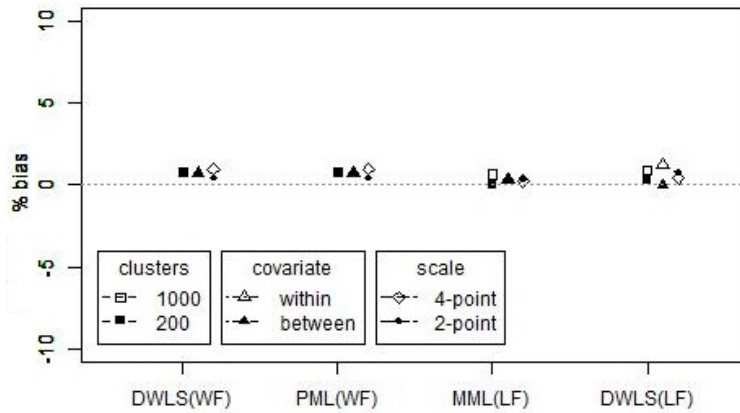 10
5
0
-5
-10
% bias
clusters
1000
200
covariate
within
between
scale
4-point
2-point
DWLS(WF) PML(WF) MML(LF) DWLS(LF)